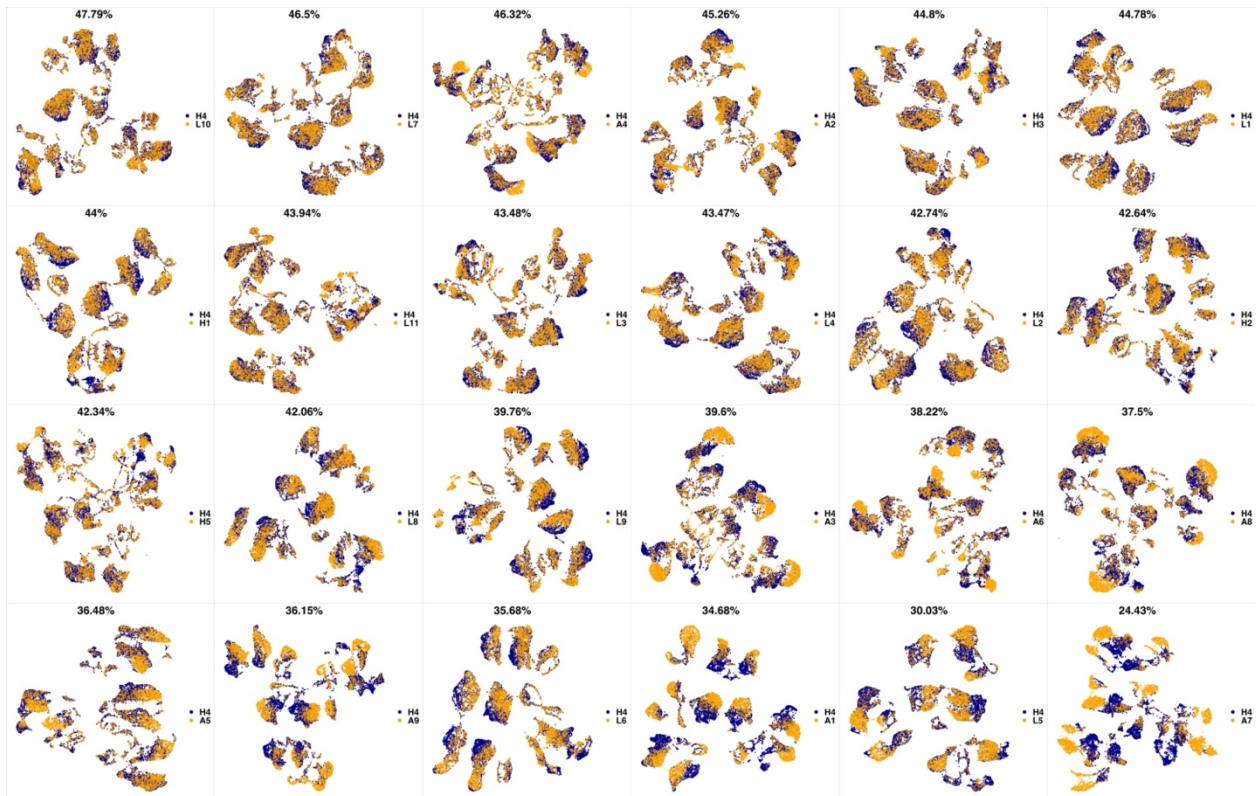 47.79% 46.5% 46.32% 45.26% 44.8% 44.78%
H4 H4 H4 H4 H4 H4
L10 L7 A4 A2 H3 L1
44% 43.94% 43.48% 43.47% 42.74% 42.64%
H4 H4 H4 H4 H4 H4
H1 L11 L3 L4 L2 H2
42.34% 42.06% 39.76% 39.6% 38.22% 37.5%
H4 H4 H4 H4 H4 H4
H5 L8 L9 A3 A6 A8
36.48% 36.15% 35.68% 34.68% 30.03% 24.43%
H4 H4 H4 H4 H4 H4
A5 A9 L6 A1 L5 A7